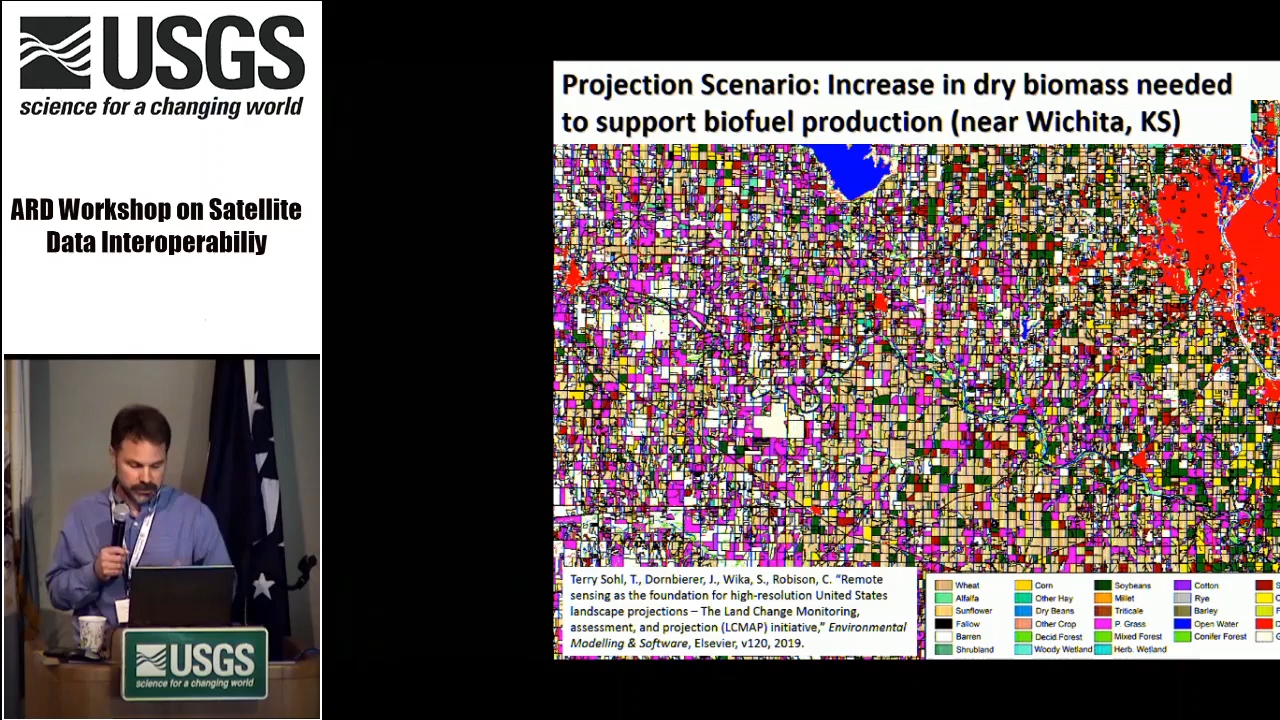 USGS
science for a changing world
ARD Workshop on Satellite
Data Interoperabiliy
Projection Scenario: Increase in dry biomass needed
to support biofuel production (near Wichita, KS)
Terry Sohl, T., Dornbierer, J., Wika, S., Robison, C. "Remote
sensing as the foundation for high-resolution United States
landscape projections – The Land Change Monitoring,
assessment, and projection (LCMAP) initiative," Environmental
Modelling & Software, Elsevier, v120, 2019.
Wheat Corn Soybeans Cotton S
Alfalfa Other Hay Millet Rye C
Sunflower Dry Beans Triticale Barley
Fallow Other Crop P. Grass Open Water D
Barren Decid Forest Mixed Forest Conifer Forest
Shrubland Woody Wetland Herb. Wetland
USGS
science for a changing world